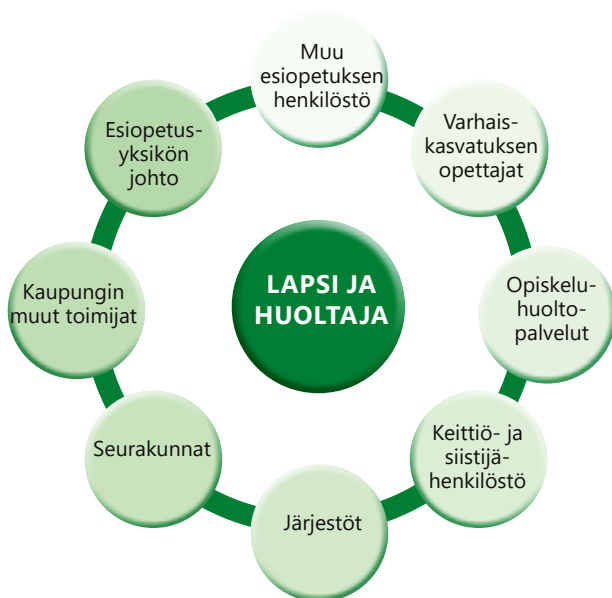 Muu
esiopetuksen
henkilöstö
Varhais-
kasvatuksen
opettajat
Opiskelu-
huolto-
palvelut
Keittiö- ja
siistijä-
henkilöstö
Järjestöt
Seurakunnat
Kaupungin
muut toimijat
Esiopetus-
yksikön
johto
LAPSI JA
HUOLTAJA